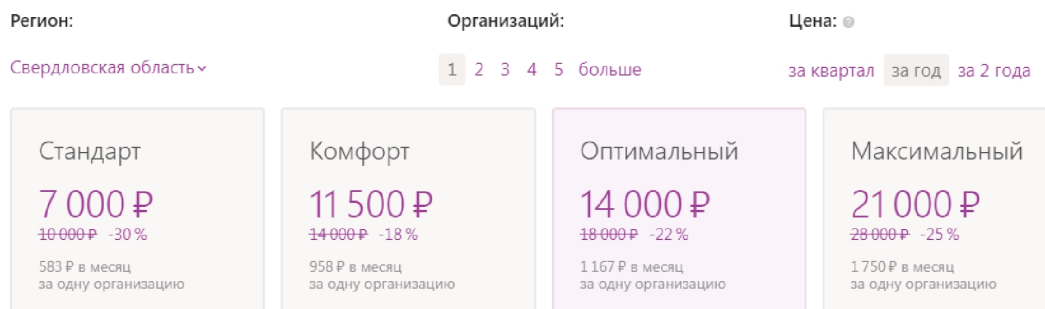 Регион:
Организаций:
Цена:
Свердловская область
1 2 3 4 5 больше
за квартал за год за 2 года
Стандарт
7 000 ₽
10 000 ₽ -30 %
583 ₽ в месяц
за одну организацию
Комфорт
11 500 ₽
14 000 ₽ -18 %
958 ₽ в месяц
за одну организацию
Оптимальный
14 000 ₽
18 000 ₽ -22 %
1 167 ₽ в месяц
за одну организацию
Максимальный
21 000 ₽
28 000 ₽ -25 %
1 750 ₽ в месяц
за одну организацию